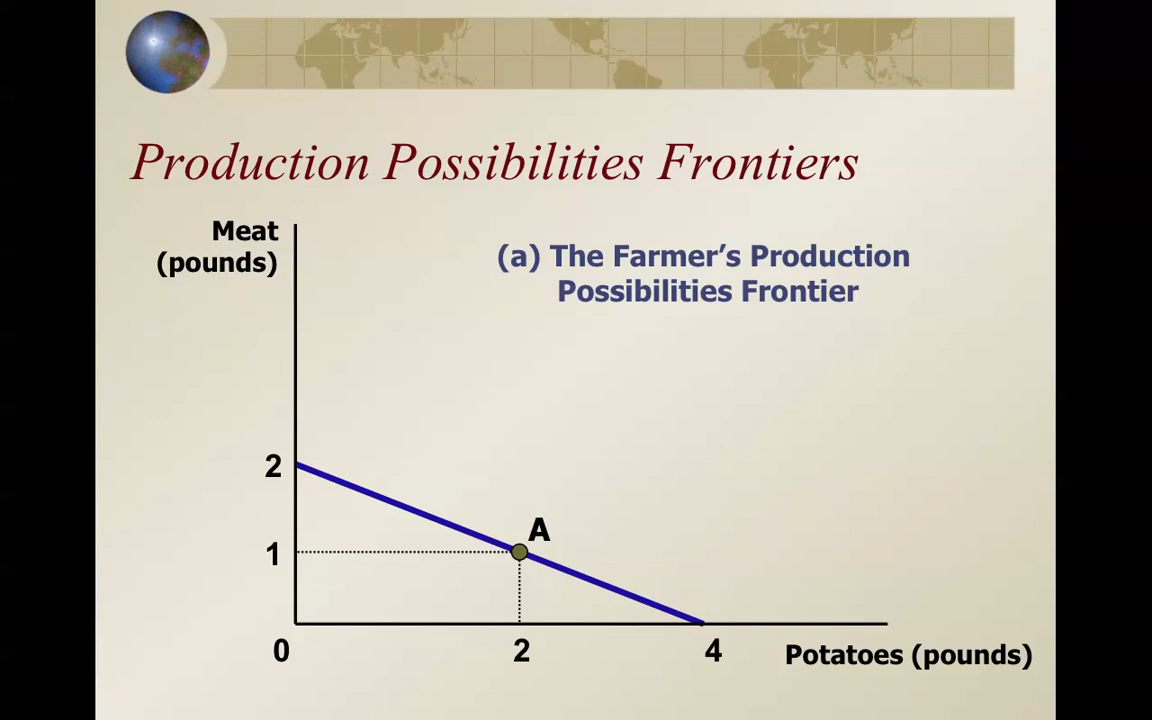 Production Possibilities Frontiers
Meat
(pounds)
(a) The Farmer’s Production
Possibilities Frontier
2
A
1
0
2
4
Potatoes (pounds)